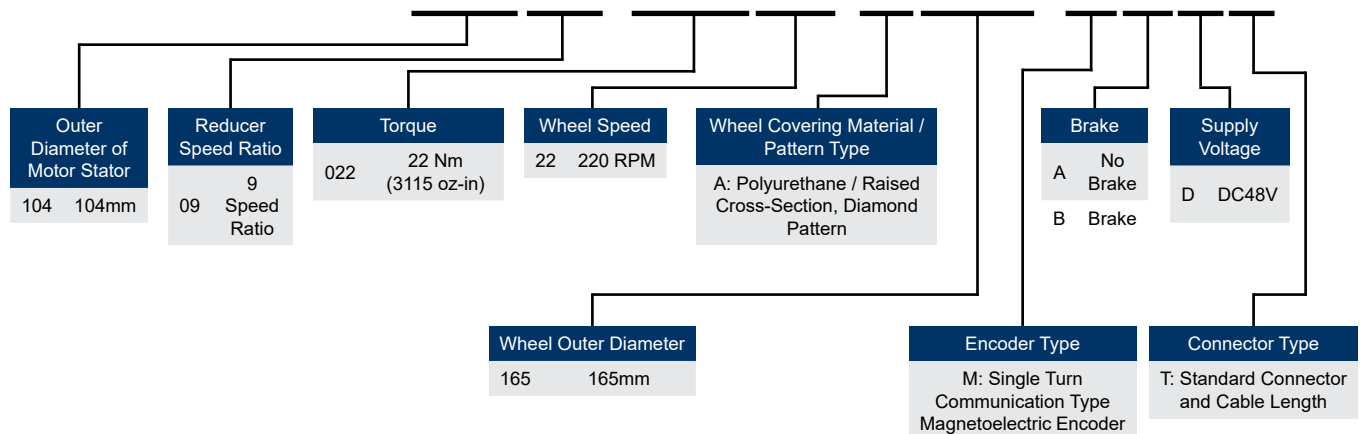 Outer
Diameter of
Motor Stator
104 104mm
Reducer
Speed Ratio
09 9
Speed
Ratio
Torque
022 22 Nm
(3115 oz-in)
Wheel Speed
22 220 RPM
Wheel Covering Material /
Pattern Type
A: Polyurethane / Raised
Cross-Section, Diamond
Pattern
Brake
A No
Brake
B Brake
Supply
Voltage
D DC48V
Wheel Outer Diameter
165 165mm
Encoder Type
M: Single Turn
Communication Type
Magnetoelectric Encoder
Connector Type
T: Standard Connector
and Cable Length